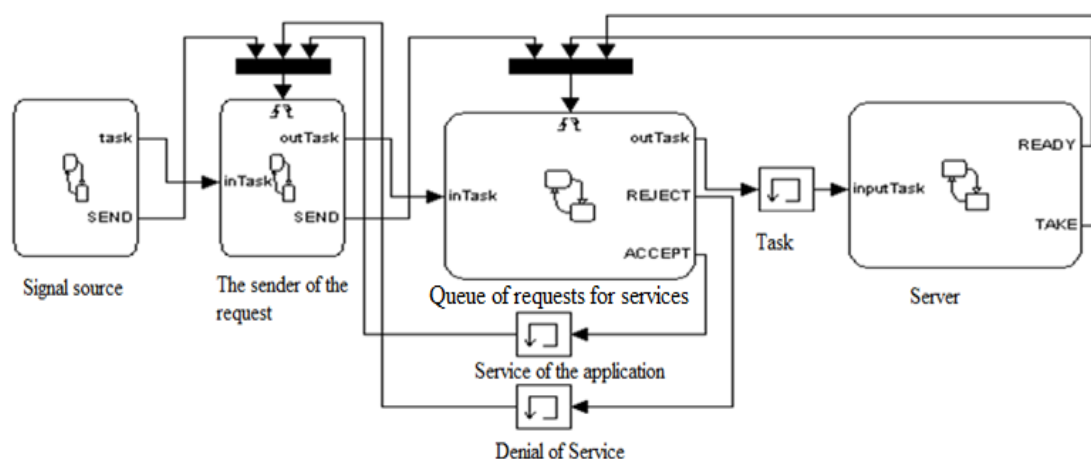 task
SEND
Signal source
inTask
outTask
SEND
The sender of the
request
inTask
outTask
REJECT
ACCEPT
Queue of requests for services
Task
inputTask
READY
TAKE
Server
Service of the application
Denial of Service